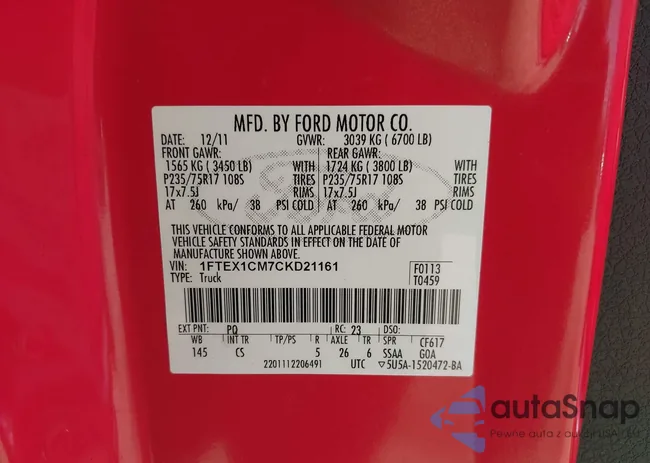 MFD. BY FORD MOTOR CO.
DATE: 12/11 GVWR: 3039 KG ( 6700 LB)
FRONT GAWR: REAR GAWR:
1565 KG ( 3450 LB) WITH 1724 KG ( 3800 LB) WITH
P235/75R17 108S TIRES P235/75R17 108S TIRES
17x7.5J RIMS 17x7.5J RIMS
AT 260 kPa/ 38 PSI COLD AT 260 kPa/ 38 PSI COLD
THIS VEHICLE CONFORMS TO ALL APPLICABLE FEDERAL MOTOR
VEHICLE SAFETY STANDARDS IN EFFECT ON THE DATE OF
MANUFACTURE SHOWN ABOVE.
VIN: 1FTEX1CM7CKD21161 F0113
TYPE: Truck T0459
EXT PNT: PQ RC: 23 DSO:
WB INT TR TP/PS R AXLE TR SPR CF617
145 CS 5 26 6 SSAA G0A
2201112206491 UTC ▽5U5A-1520472-BA
autaSnap
Pewne auta z aukcji USA i EU